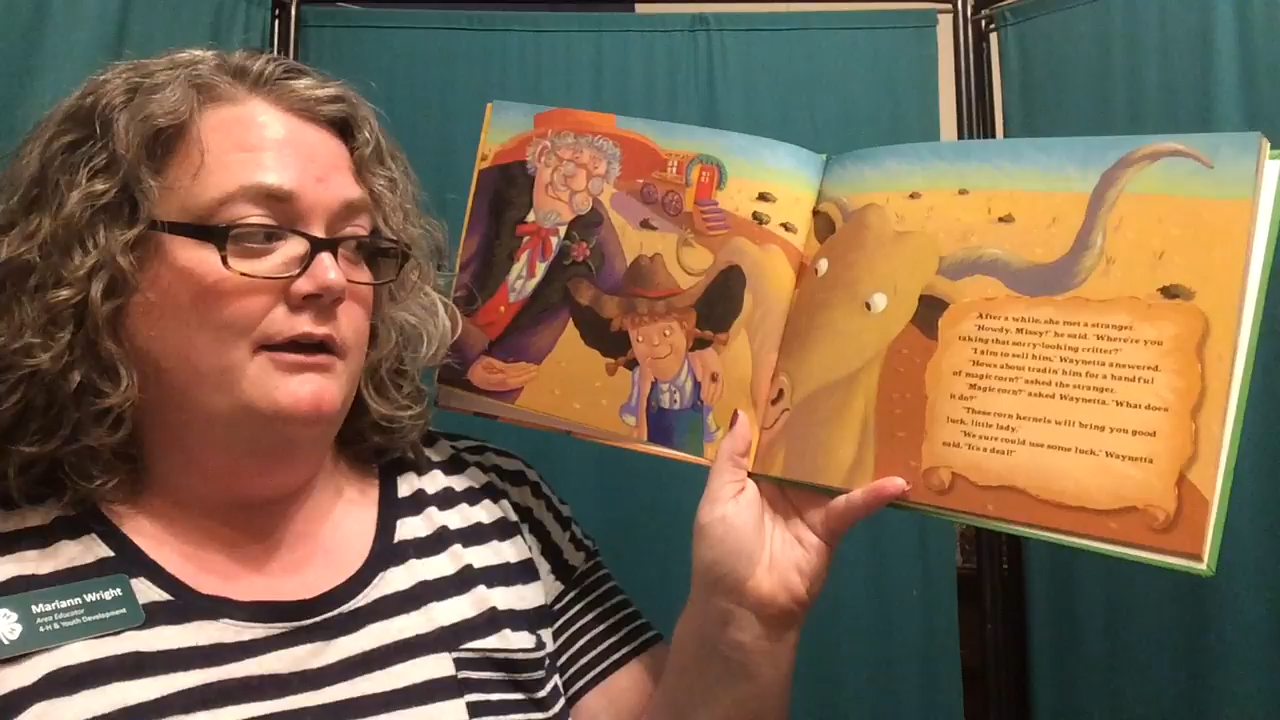 Mariann Wright
Area Educator
4-H & Youth Development
After a while, she met a stranger.
"Howdy, Missy!" he said. "Where're you
taking that sorry-looking critter?"
"I aim to sell him," Waynetta answered.
"Hows about tradin' him for a handful
of magic corn?" asked the stranger.
"Magic corn?" asked Waynetta. "What does
it do?"
"These corn kernels will bring you good
luck, little lady."
"We sure could use some luck," Waynetta
said. "It's a deal!"